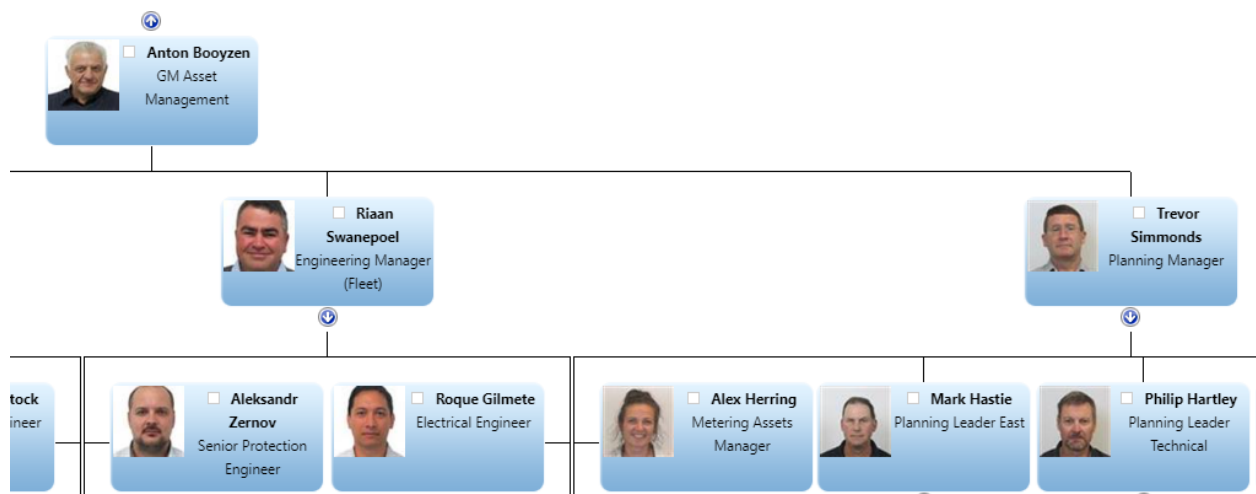 Anton Booyzen
GM Asset
Management
Riaan
Swanepoel
Engineering Manager
(Fleet)
Trevor
Simmonds
Planning Manager
tock
ineer
Aleksandr
Zernov
Senior Protection
Engineer
Roque Gilmete
Electrical Engineer
Alex Herring
Metering Assets
Manager
Mark Hastie
Planning Leader East
Philip Hartley
Planning Leader
Technical